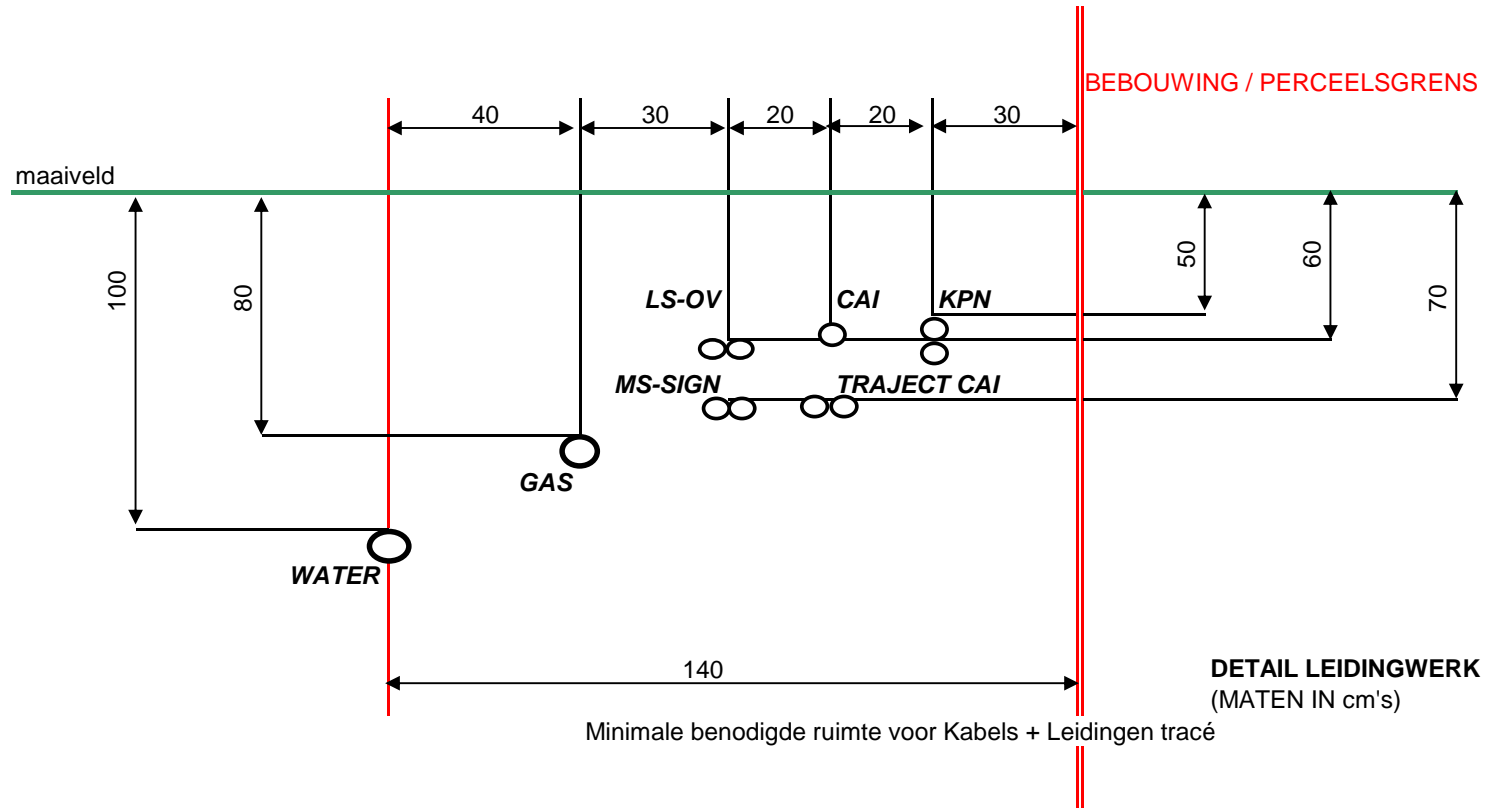 BEBOUWING / PERCEELSGRENS
40 30 20 20 30
maaiveld
100 80 50 60 70
LS-OV CAI KPN
MS-SIGN TRAJECT CAI
GAS
WATER
140
DETAIL LEIDINGWERK
(MATEN IN cm's)
Minimale benodigde ruimte voor Kabels + Leidingen tracé